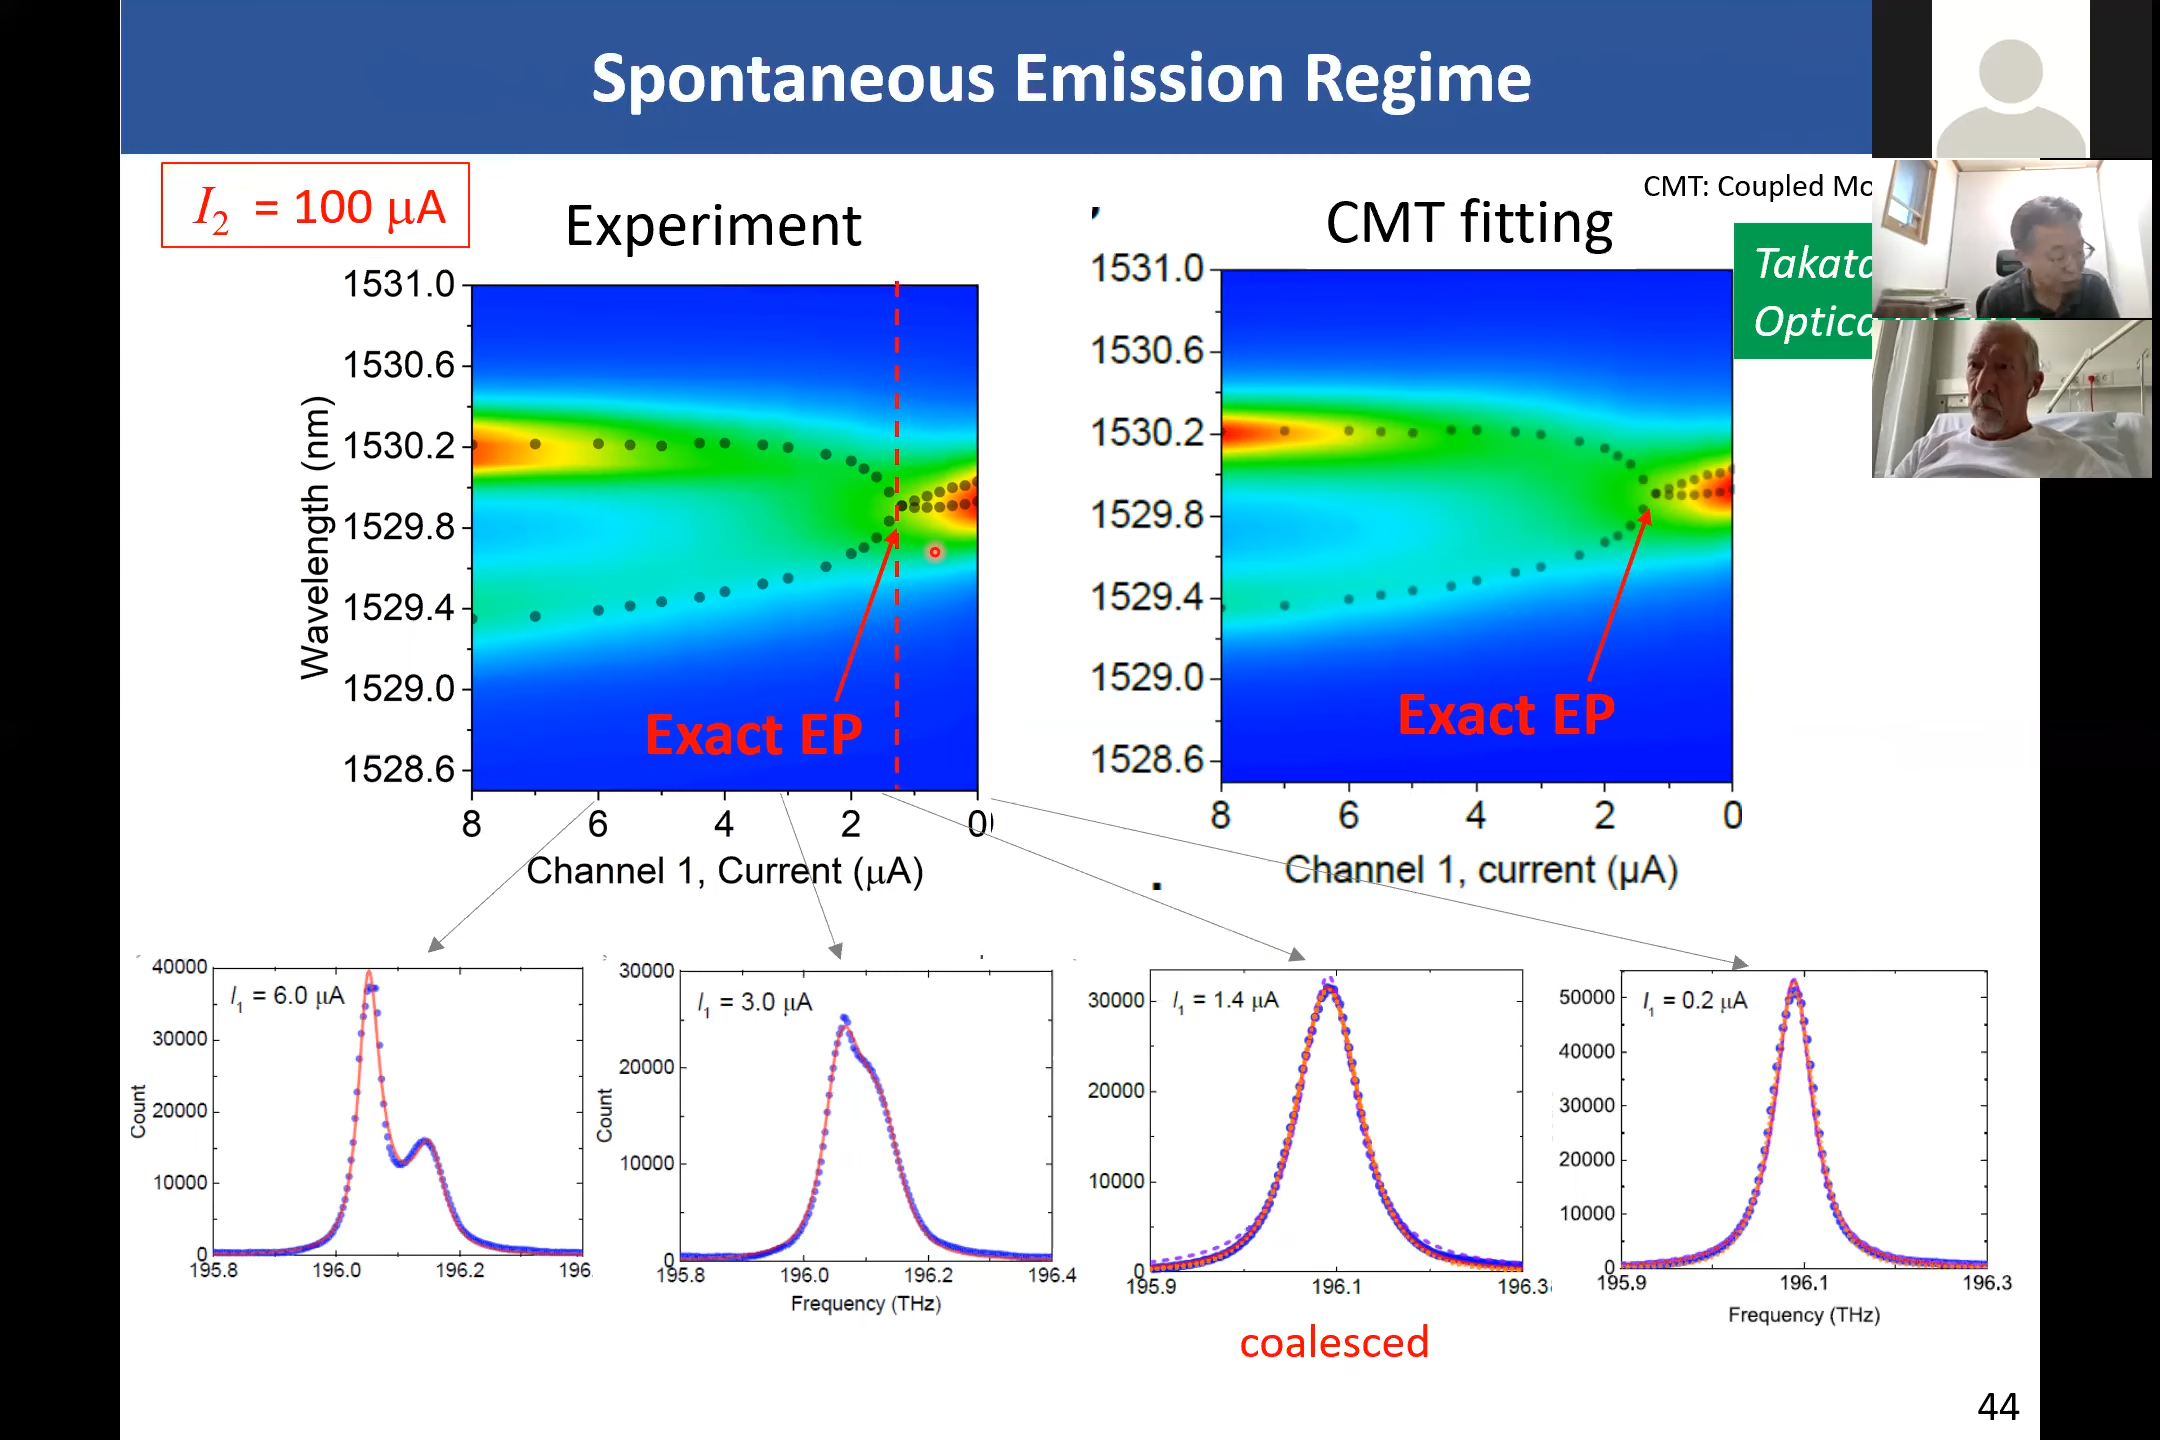 Spontaneous Emission Regime
I2 = 100 μA
Experiment
CMT fitting
CMT: Coupled
Optic
1531.0
1530.6
1530.2
1529.8
1529.4
1529.0
1528.6
Wavelength (nm)
Exact EP
8 6 4 2 0
Channel 1, Current (μA)
1531.0
1530.6
1530.2
1529.8
1529.4
1529.0
1528.6
Exact EP
8 6 4 2 0
Channel 1, current (μA)
I1 = 6.0 μA
40000
30000
20000
10000
0
Count
195.8 196.0 196.2
I1 = 3.0 μA
30000
20000
10000
0
Count
195.8 196.0 196.2 196.4
Frequency (THz)
I1 = 1.4 μA
30000
20000
10000
0
195.9 196.1 196.3
coalesced
I1 = 0.2 μA
50000
40000
30000
20000
10000
0
195.9 196.1 196.3
Frequency (THz)
44